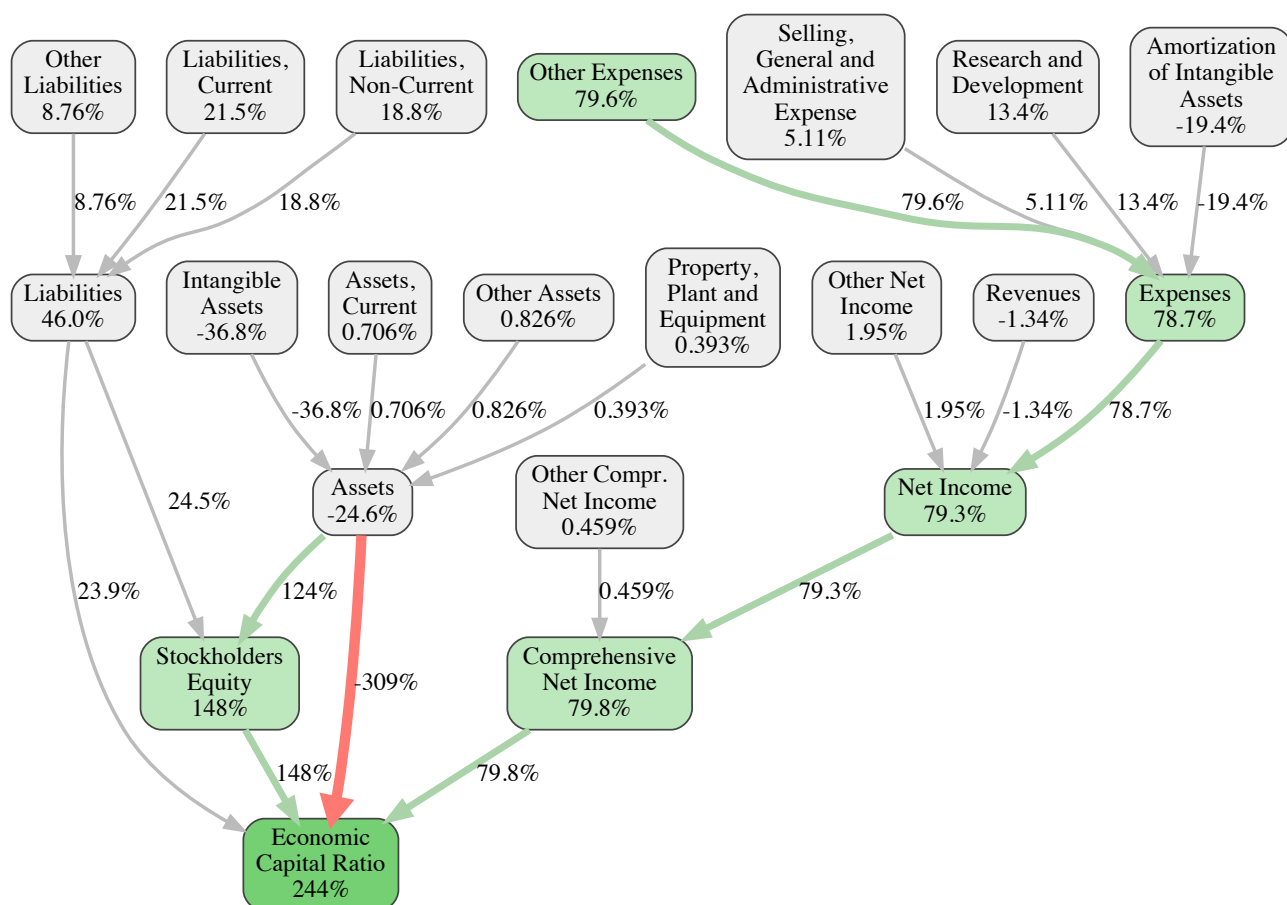 Other
Liabilities
8.76%
Liabilities,
Current
21.5%
Liabilities,
Non-Current
18.8%
Other Expenses
79.6%
Selling,
General and
Administrative
Expense
5.11%
Research and
Development
13.4%
Amortization
of Intangible
Assets
-19.4%
8.76%
21.5%
18.8%
79.6%
5.11%
13.4%
-19.4%
Liabilities
46.0%
Intangible
Assets
-36.8%
Assets,
Current
0.706%
Other Assets
0.826%
Property,
Plant and
Equipment
0.393%
Other Net
Income
1.95%
Revenues
-1.34%
Expenses
78.7%
-36.8%
0.706%
0.826%
0.393%
1.95%
-1.34%
78.7%
24.5%
Assets
-24.6%
Other Compr.
Net Income
0.459%
Net Income
79.3%
23.9%
124%
0.459%
79.3%
-309%
Stockholders
Equity
148%
Comprehensive
Net Income
79.8%
148%
79.8%
Economic
Capital Ratio
244%